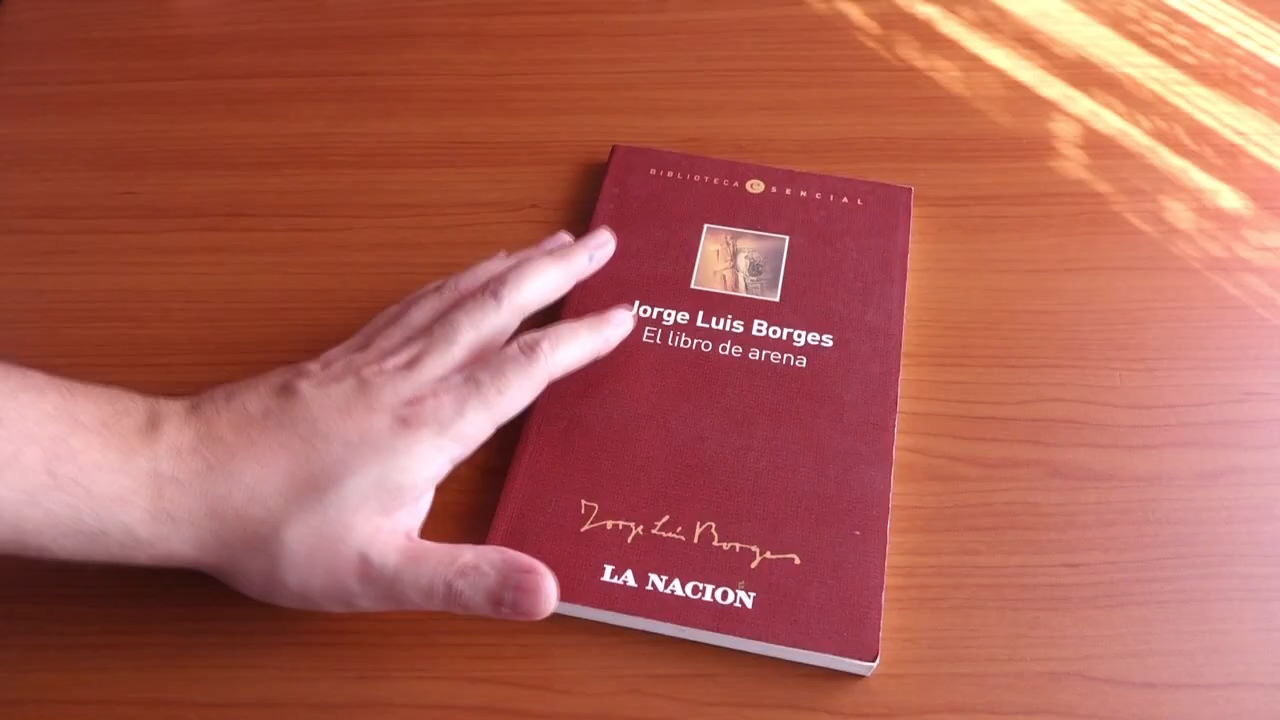 BIBLIOTECA ESENCIAL
Jorge Luis Borges
El libro de arena
Jorge Luis Borges
LA NACION